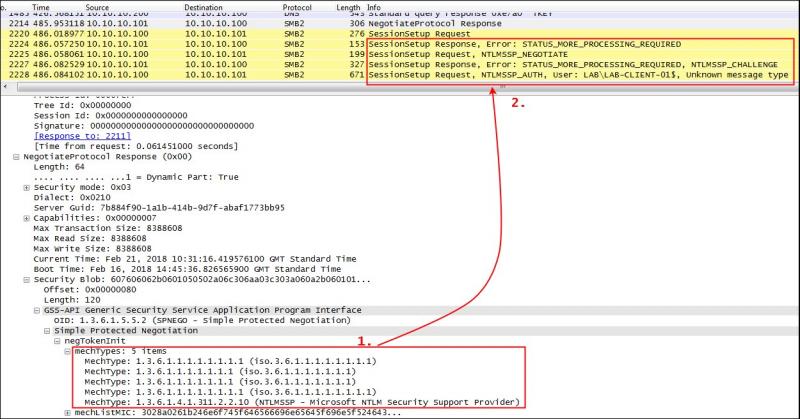 o. Time Source Destination Protocol Length Info
1485 426.368131 10.10.10.100 10.10.10.101 DNS 343 Standard query response 0xe7a0 TKEY
2214 485.953118 10.10.10.101 10.10.10.100 SMB2 306 NegotiateProtocol Response
2220 486.018977 10.10.10.100 10.10.10.101 SMB2 276 SessionSetup Request
2224 486.057250 10.10.10.101 10.10.10.100 SMB2 153 SessionSetup Response, Error: STATUS_MORE_PROCESSING_REQUIRED
2225 486.058061 10.10.10.100 10.10.10.101 SMB2 199 SessionSetup Request, NTLMSSP_NEGOTIATE
2227 486.082529 10.10.10.101 10.10.10.100 SMB2 327 SessionSetup Response, Error: STATUS_MORE_PROCESSING_REQUIRED, NTLMSSP_CHALLENGE
2228 486.084102 10.10.10.100 10.10.10.101 SMB2 671 SessionSetup Request, NTLMSSP_AUTH, User: LAB\LAB-CLIENT-01$, Unknown message type
2.
Tree Id: 0x00000000
Session Id: 0x0000000000000000
Signature: 00000000000000000000000000000000
[Response to: 2211]
[Time from request: 0.061451000 seconds]
NegotiateProtocol Response (0x00)
Length: 64
.... .... .... ...1 = Dynamic Part: True
Security mode: 0x03
Dialect: 0x0210
Server Guid: 7b884f90-1a1b-414b-9d7f-abaf1773bb95
Capabilities: 0x00000007
Max Transaction Size: 8388608
Max Read Size: 8388608
Max Write Size: 8388608
Current Time: Feb 21, 2018 10:31:16.419576100 GMT Standard Time
Boot Time: Feb 16, 2018 14:45:36.826565900 GMT Standard Time
Security Blob: 607606062b0601050502a06c306aa03c303a060a2b060101...
Offset: 0x00000080
Length: 120
GSS-API Generic Security Service Application Program Interface
OID: 1.3.6.1.5.5.2 (SPNEGO - Simple Protected Negotiation)
Simple Protected Negotiation
negTokenInit
1.
mechTypes: 5 items
MechType: 1.3.6.1.1.1.1.1.1.1.1 (iso.3.6.1.1.1.1.1.1.1.1)
MechType: 1.3.6.1.1.1.1.1.1 (iso.3.6.1.1.1.1.1.1)
MechType: 1.3.6.1.1.1.1.1.1 (iso.3.6.1.1.1.1.1.1)
MechType: 1.3.6.1.1.1.1.1.1.1.1 (iso.3.6.1.1.1.1.1.1.1.1)
MechType: 1.3.6.1.4.1.311.2.2.10 (NTLMSSP - Microsoft NTLM Security Support Provider)
mechListMIC: 3028a0261b246e6f745f646566696e65645f696e5f524643...